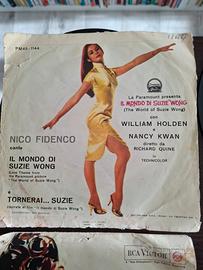 PM45-1144
La Paramount presenta
IL MONDO DI SUZIE WONG
(The World of Suzie Wong)
con
WILLIAM HOLDEN
e
NANCY KWAN
diretto da
RICHARD QUINE
in
TECHNICOLOR
NICO FIDENCO
canta
IL MONDO DI
SUZIE WONG
(Love Theme from
the Paramount picture
"The World of Suzie Wong")
e
TORNERAI... SUZIE
RCA VICTOR